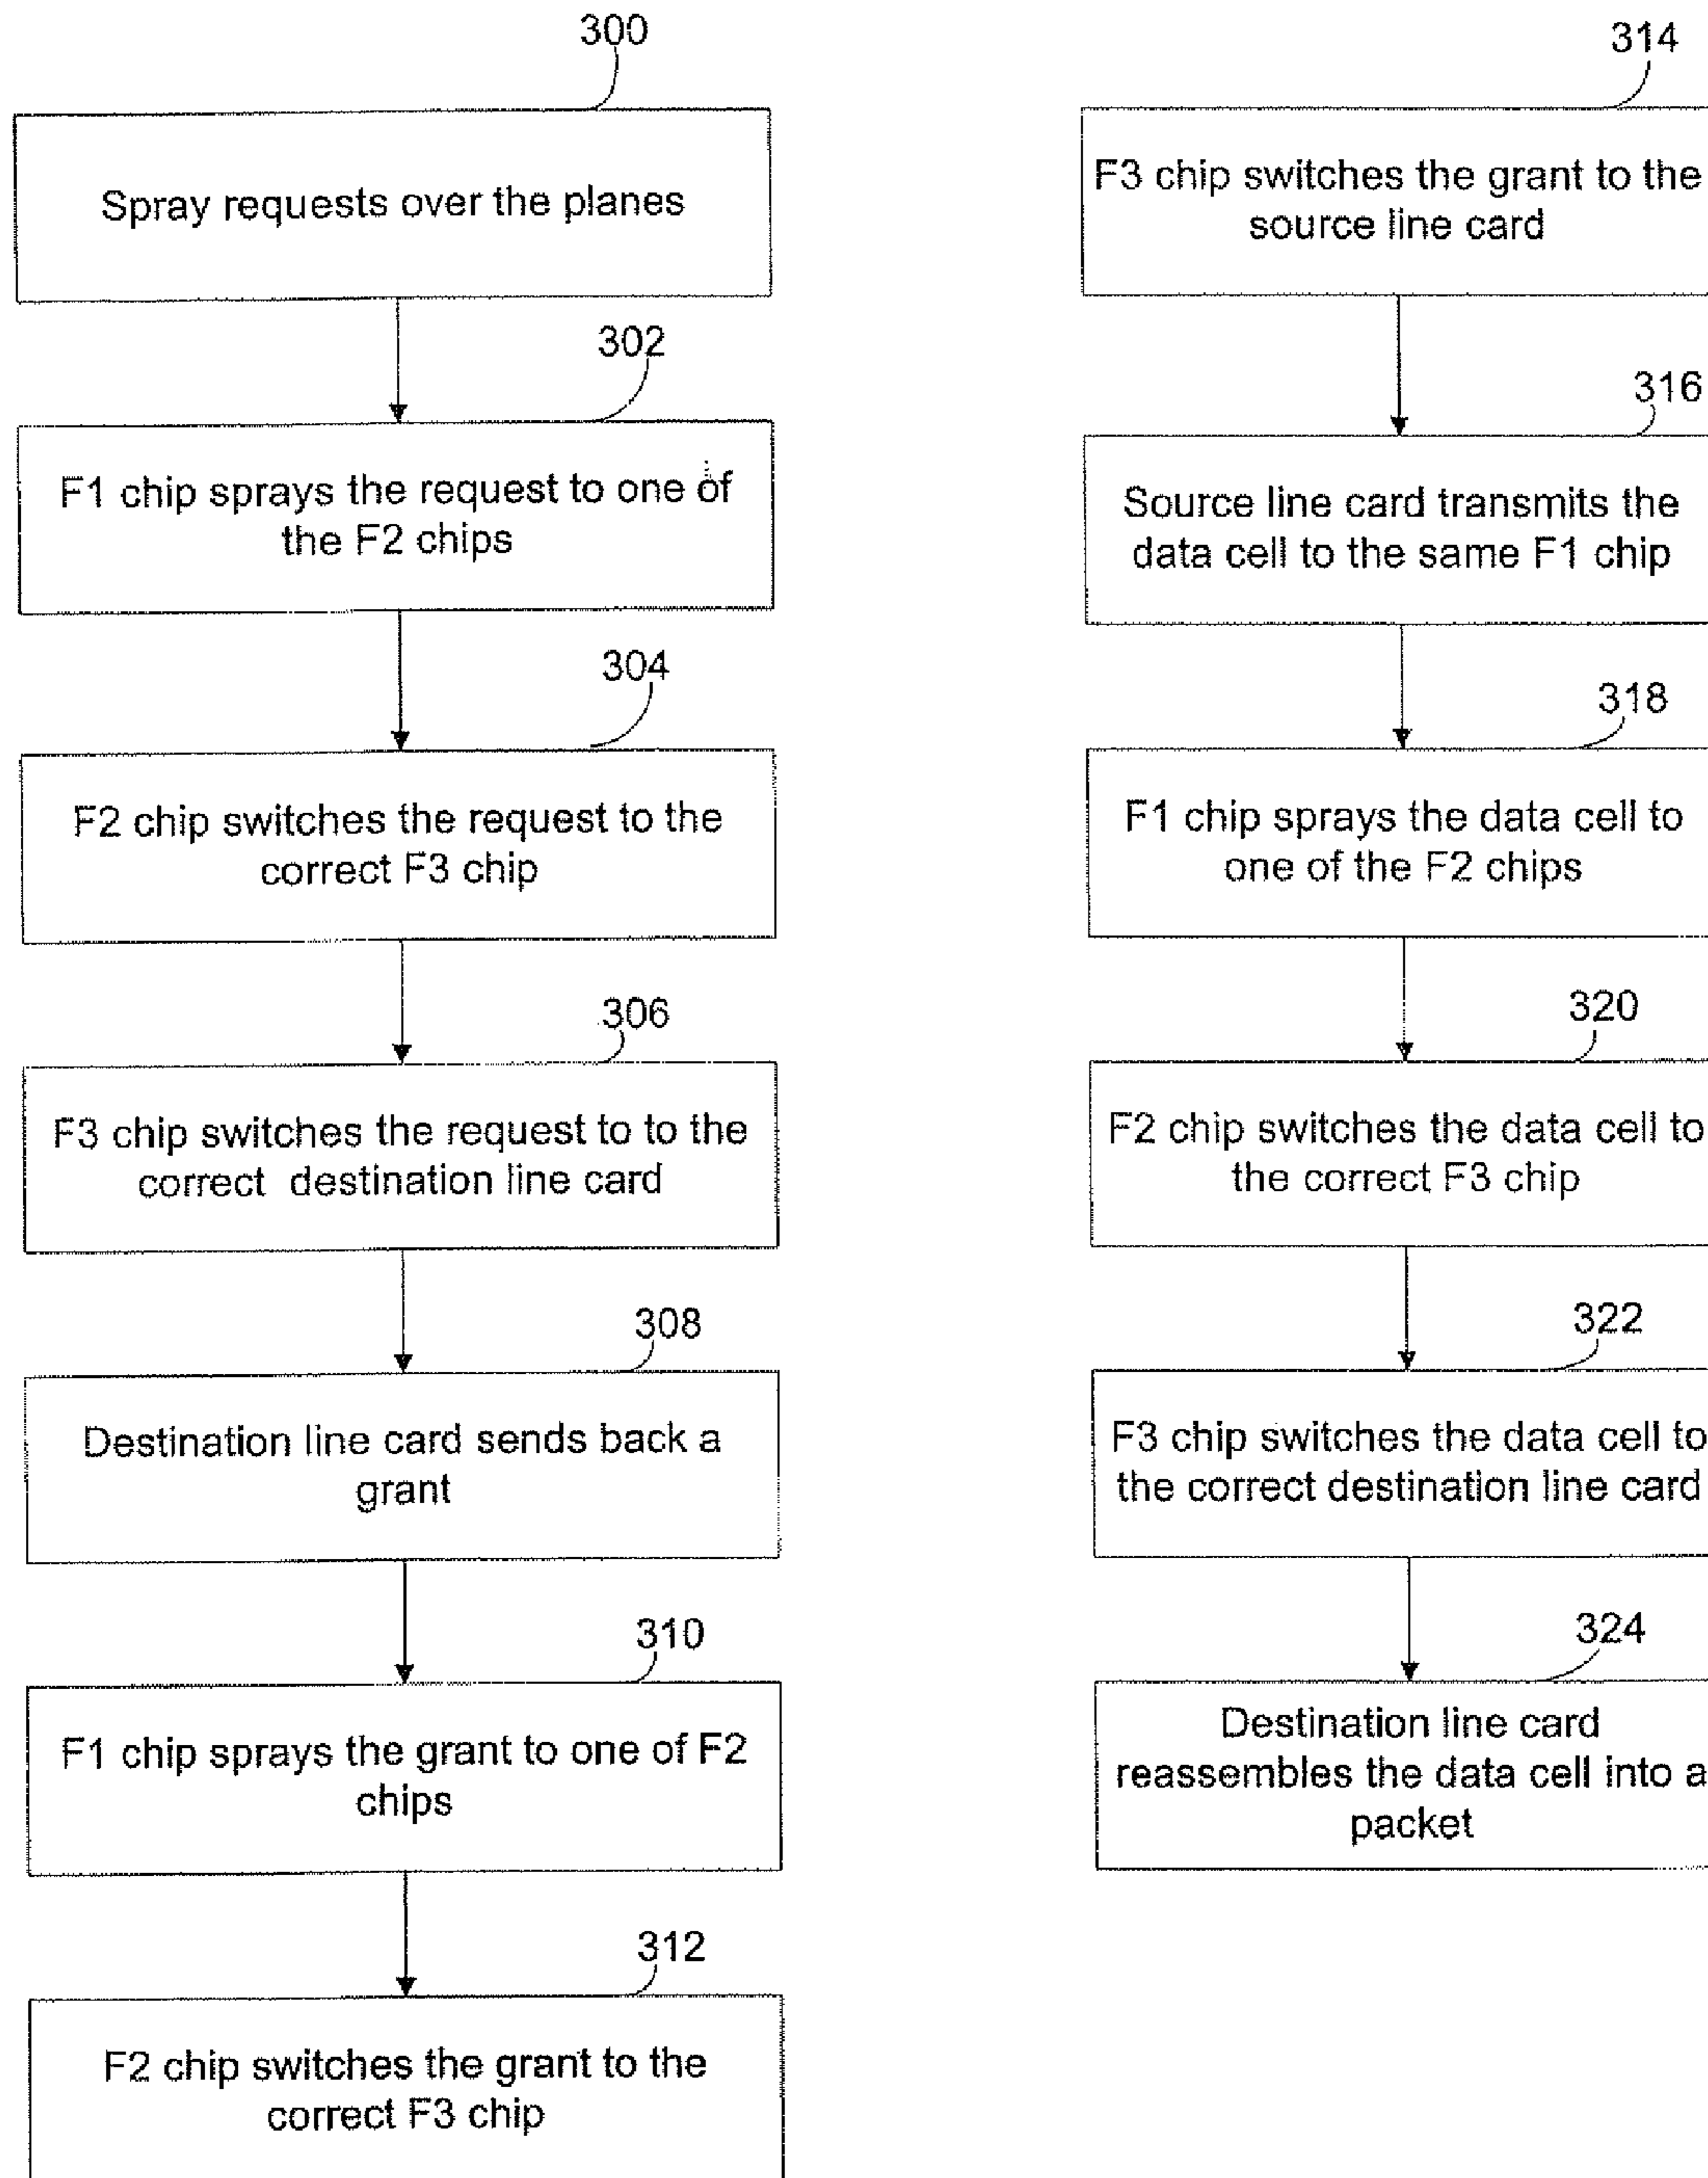 300
Spray requests over the planes
302
F1 chip sprays the request to one of
the F2 chips
304
F2 chip switches the request to the
correct F3 chip
306
F3 chip switches the request to to the
correct destination line card
308
Destination line card sends back a
grant
310
F1 chip sprays the grant to one of F2
chips
312
F2 chip switches the grant to the
correct F3 chip
314
F3 chip switches the grant to the
source line card
316
Source line card transmits the
data cell to the same F1 chip
318
F1 chip sprays the data cell to
one of the F2 chips
320
F2 chip switches the data cell to
the correct F3 chip
322
F3 chip switches the data cell to
the correct destination line card
324
Destination line card
reassembles the data cell into a
packet